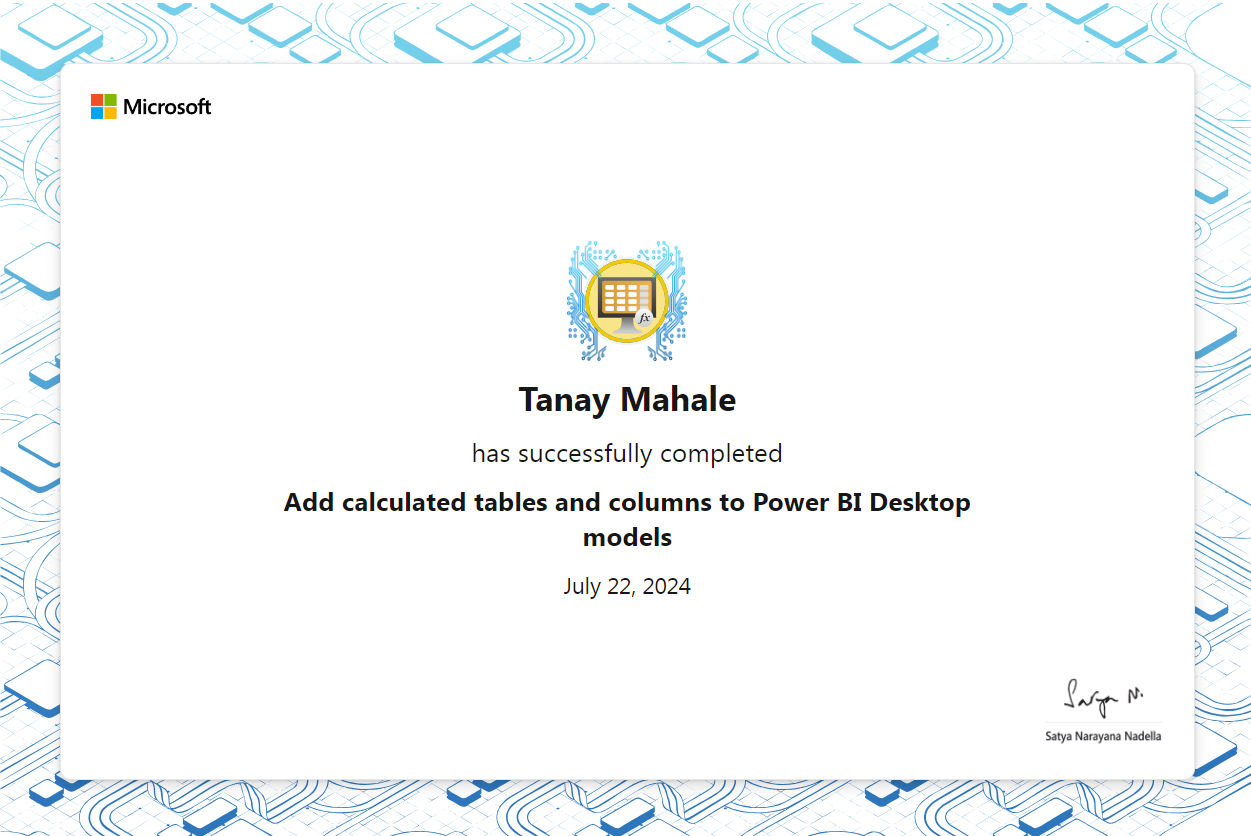 Microsoft
fx
Tanay Mahale
has successfully completed
Add calculated tables and columns to Power BI Desktop
models
July 22, 2024
Satya N.
Satya Narayana Nadella